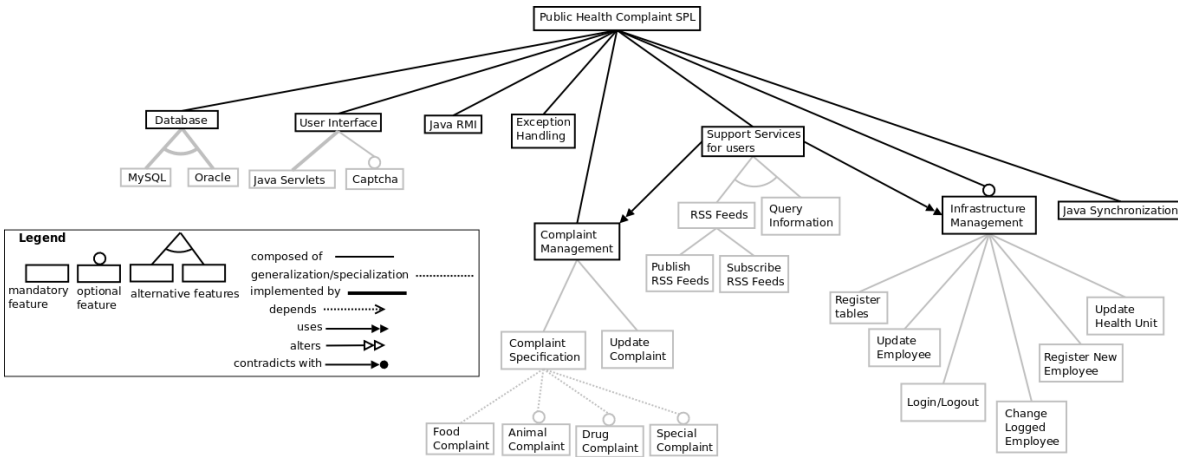 Public Health Complaint SPL
Database
User Interface
Java RMI
Exception
Handling
Support Services
for users
MySQL
Oracle
Java Servlets
Captcha
RSS Feeds
Query
Information
Infrastructure
Management
Java Synchronization
Complaint
Management
Publish
RSS Feeds
Subscribe
RSS Feeds
Legend
mandatory
feature
optional
feature
alternative features
composed of
generalization/specialization
implemented by
depends
uses
alters
contradicts with
Register
tables
Update
Employee
Login/Logout
Change
Logged
Employee
Register New
Employee
Update
Health Unit
Complaint
Specification
Update
Complaint
Food
Complaint
Animal
Complaint
Drug
Complaint
Special
Complaint